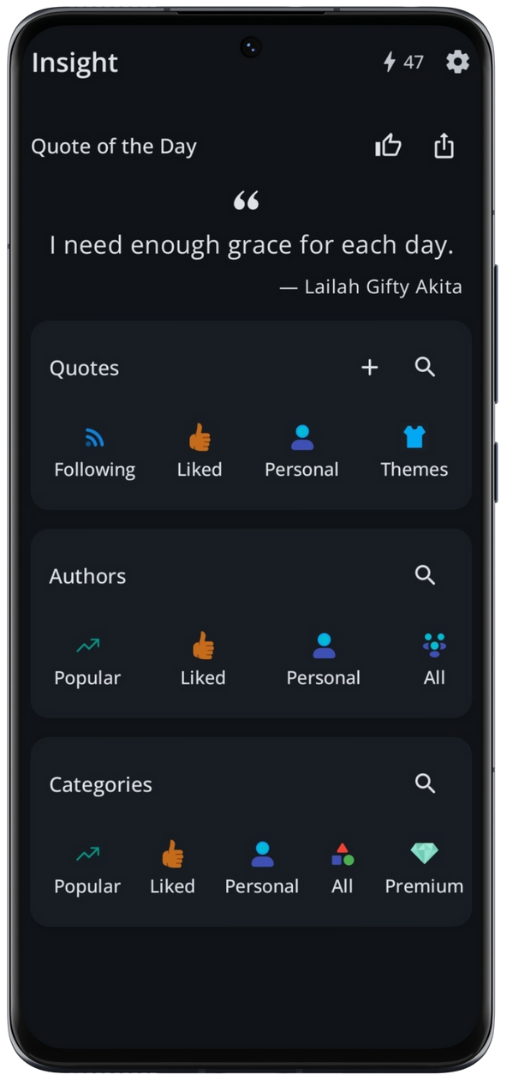 Insight
47
Quote of the Day
“
I need enough grace for each day.
— Lailah Gifty Akita
Quotes
Following Liked Personal Themes
Authors
Popular Liked Personal All
Categories
Popular Liked Personal All Premium